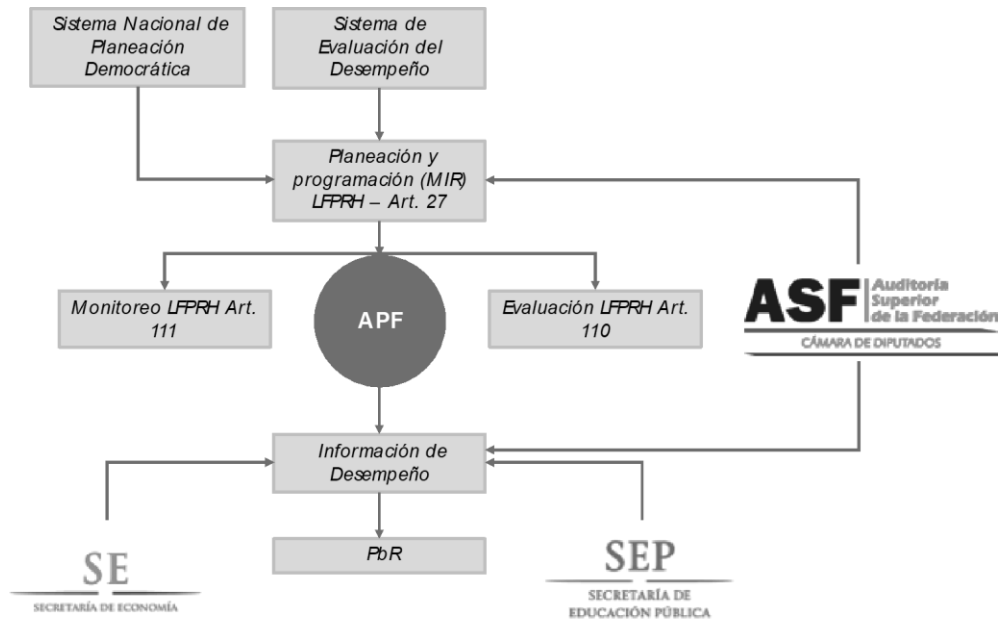 Sistema Nacional de
Planeación
Democrática
Sistema de
Evaluación del
Desempeño
Planeación y
programación (MIR)
LFPRH – Art. 27
Monitoreo LFPRH Art.
111
APF
Evaluación LFPRH Art.
110
ASF
Auditoría
Superior
de la Federación
CÁMARA DE DIPUTADOS
Información de
Desempeño
PbR
SE
SECRETARÍA DE ECONOMÍA
SEP
SECRETARÍA DE
EDUCACIÓN PÚBLICA